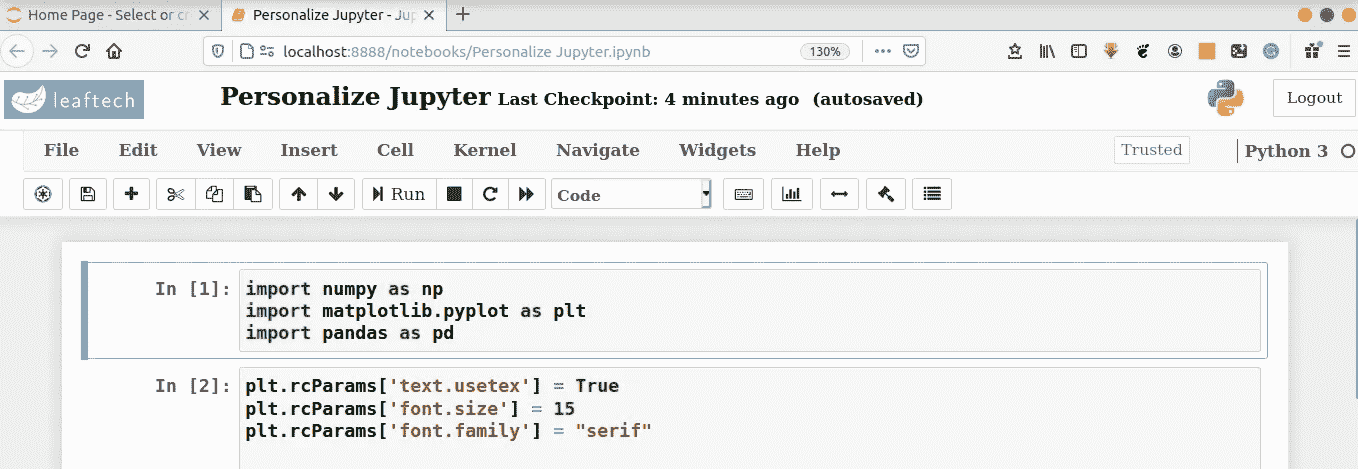 Home Page - Select or cr
Personalize Jupyter - Jup
localhost:8888/notebooks/Personalize Jupyter.ipynb
130%
leaftech
Personalize Jupyter Last Checkpoint: 4 minutes ago (autosaved)
Logout
File Edit View Insert Cell Kernel Navigate Widgets Help
Trusted
Python 3
Run
Code
In [1]: import numpy as np
import matplotlib.pyplot as plt
import pandas as pd
In [2]: plt.rcParams['text.usetex'] = True
plt.rcParams['font.size'] = 15
plt.rcParams['font.family'] = "serif"